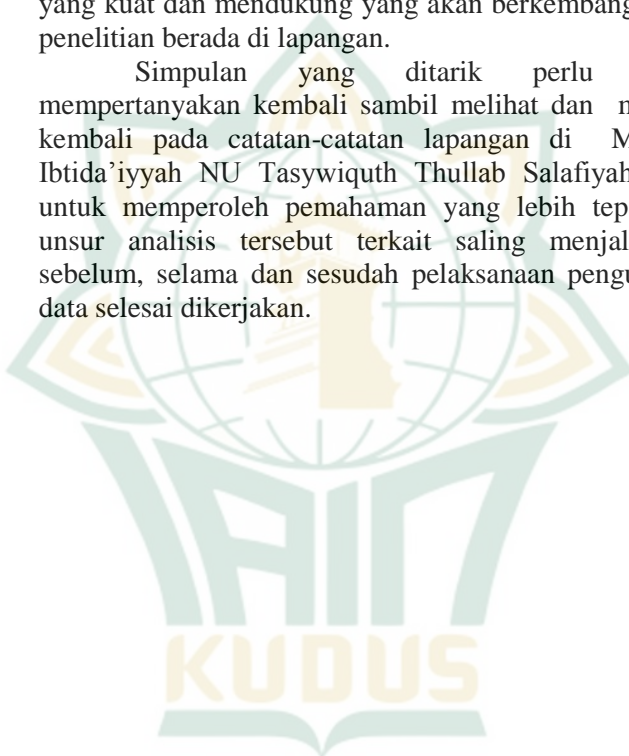 yang kuat dan mendukung yang akan berkembang
penelitian berada di lapangan.
Simpulan yang ditarik perlu
mempertanyakan kembali sambil melihat dan
kembali pada catatan-catatan lapangan di
Ibtida’iyyah NU Tasywiquth Thullab Salafiyah
untuk memperoleh pemahaman yang lebih
unsur analisis tersebut terkait saling
sebelum, selama dan sesudah pelaksanaan
data selesai dikerjakan.
IAIN
KUDUS